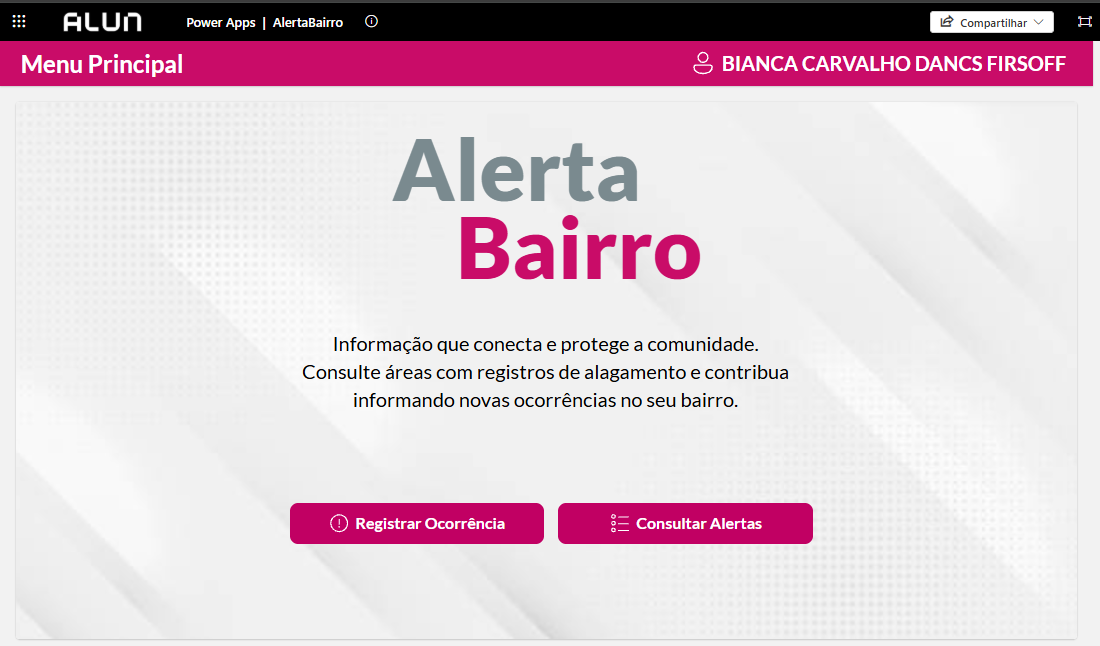 ALUN
Power Apps | AlertaBairro
Compartilhar
Menu Principal
BIANCA CARVALHO DANCS FIRSOFF
Alerta
Bairro
Informação que conecta e protege a comunidade.
Consulte áreas com registros de alagamento e contribua
informando novas ocorrências no seu bairro.
Registrar Ocorrência
Consultar Alertas